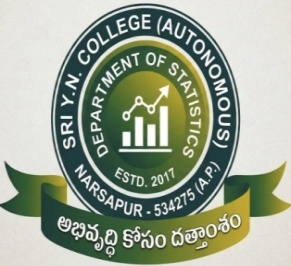 SRI Y.N. COLLEGE (AUTONOMOUS)
DEPARTMENT OF STATISTICS
ESTD. 2017
NARSAPUR - 534275 (A.P.)
అభివృద్ధి కోసం దత్తాంశం